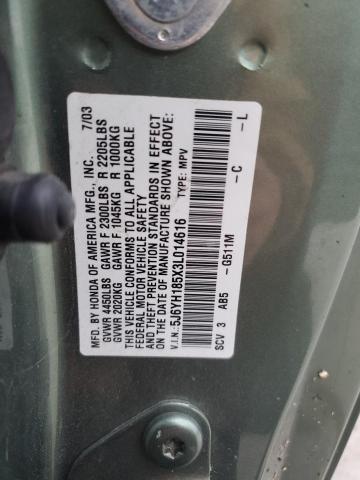 MFD. BY HONDA OF AMERICA MFG., INC. 7/03
GVWR 4450LBS GAWR F 2300LBS R 2205LBS
GVWR 2020KG GAWR F 1045KG R 1000KG
THIS VEHICLE CONFORMS TO ALL APPLICABLE
FEDERAL MOTOR VEHICLE SAFETY
AND THEFT PREVENTION STANDARDS IN EFFECT
ON THE DATE OF MANUFACTURE SHOWN ABOVE:
V.I.N.: 5J6YH185X3L014616 TYPE: MPV
SCV 3 AB5 -G511M -C -L